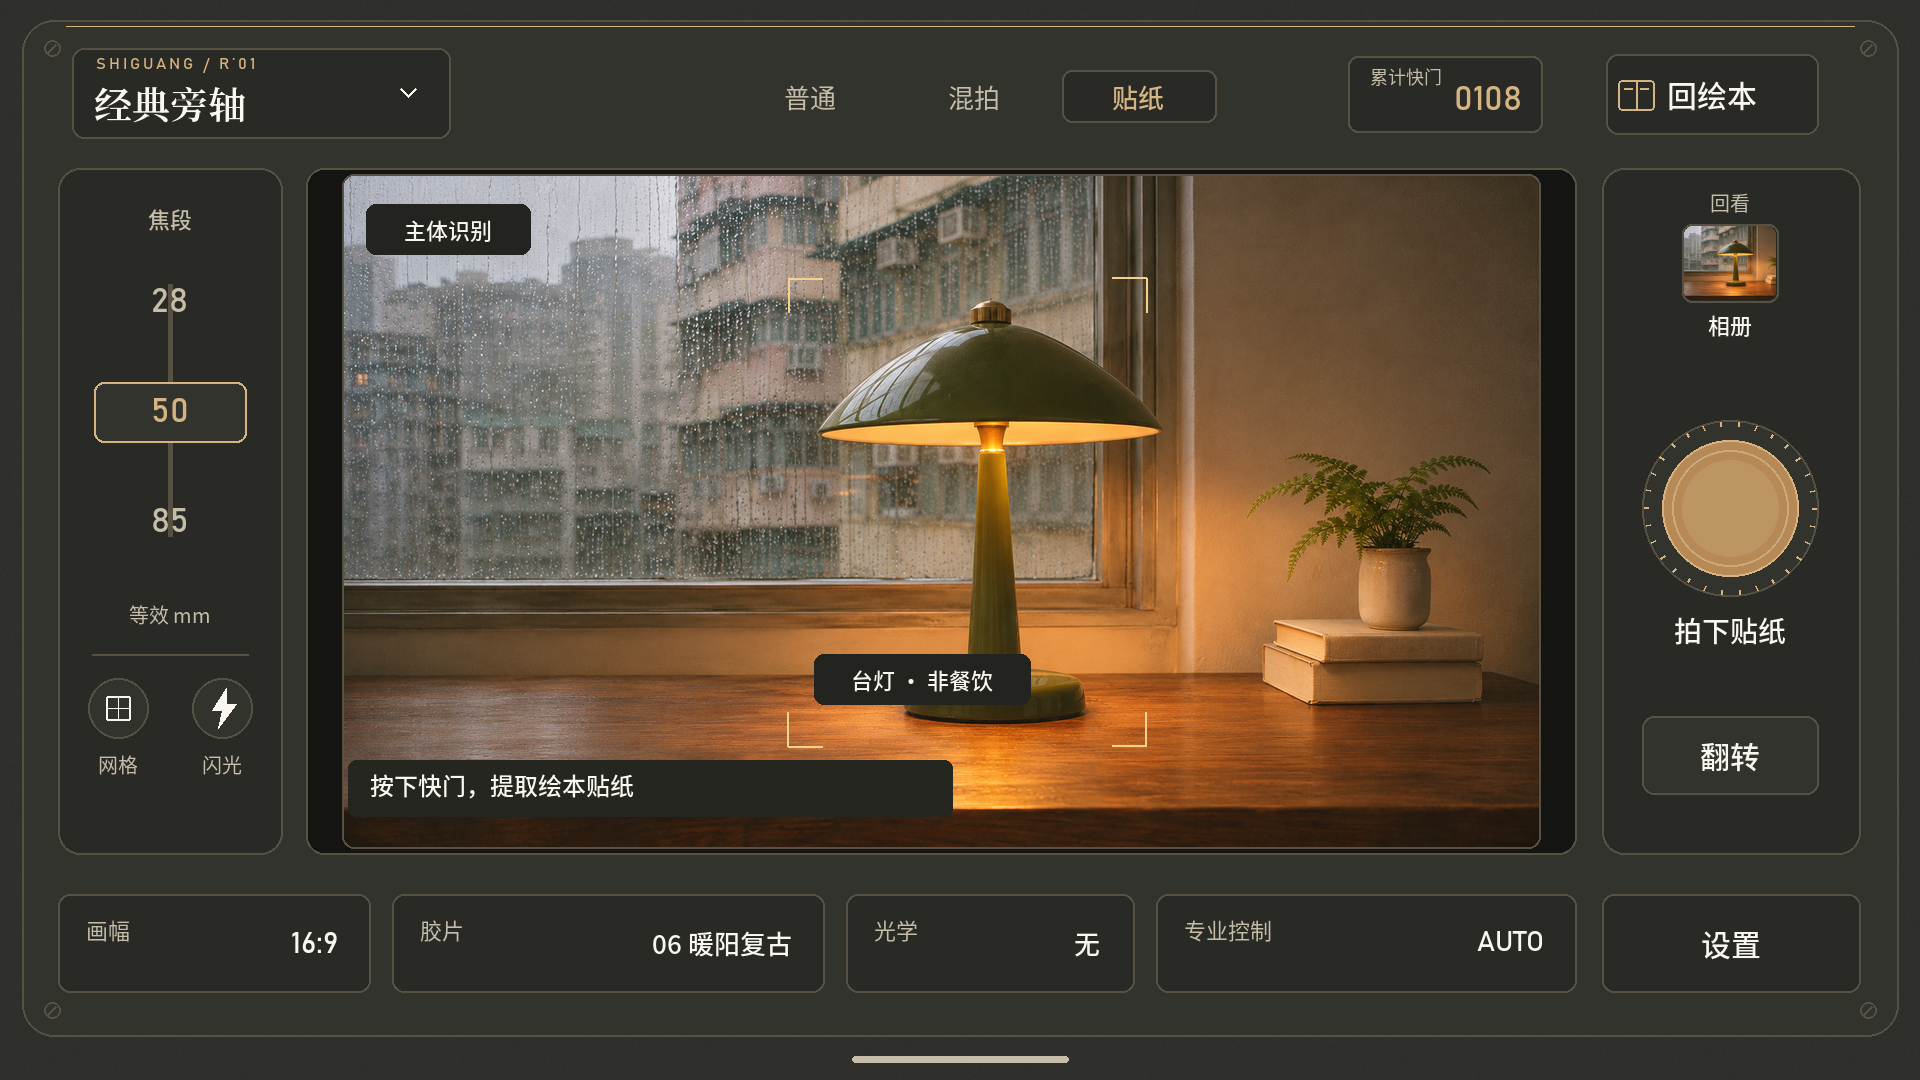 SHIGUANG / R'01
经典旁轴
普通
混拍
贴纸
累计快门
0108
回绘本
焦段
28
50
85
等效 mm
网格
闪光
主体识别
台灯 · 非餐饮
按下快门，提取绘本贴纸
回看
相册
拍下贴纸
翻转
画幅
16:9
胶片
06 暖阳复古
光学
无
专业控制
AUTO
设置